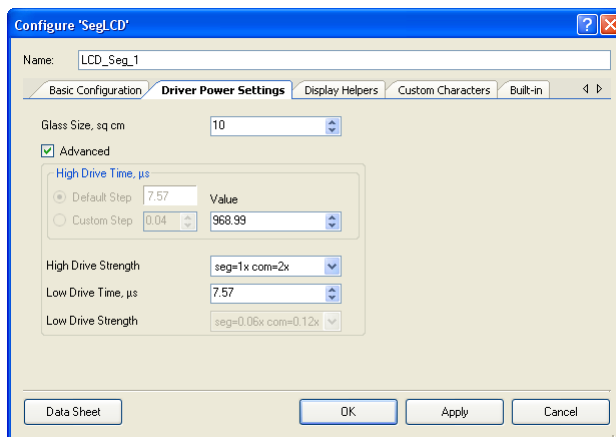 Configure 'SegLCD'
Name: LCD_Seg_1
Basic Configuration Driver Power Settings Display Helpers Custom Characters Built-in
Glass Size, sq cm 10
Advanced
High Drive Time, µs
Default Step 7.57 Value
Custom Step 0.04 968.99
High Drive Strength seg=1x com=2x
Low Drive Time, µs 7.57
Low Drive Strength seg=0.06x com=0.12x
Data Sheet OK Apply Cancel